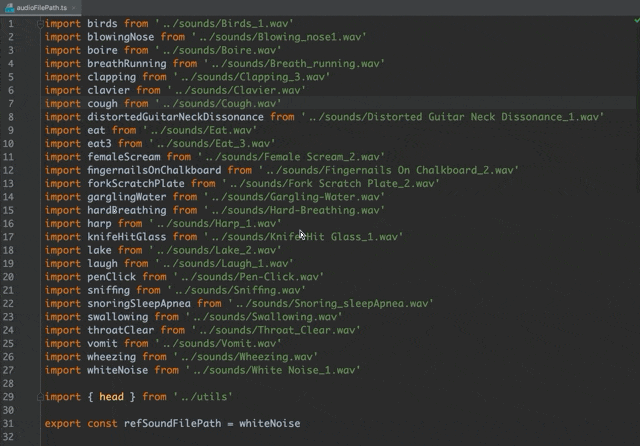 audioFilePath.ts
1 import birds from '../sounds/Birds_1.wav'
2 import blowingNose from '../sounds/Blowing_nose1.wav'
3 import boire from '../sounds/Boire.wav'
4 import breathRunning from '../sounds/Breath_running.wav'
5 import clapping from '../sounds/Clapping_3.wav'
6 import clavier from '../sounds/Clavier.wav'
7 import cough from '../sounds/Cough.wav'
8 import distortedGuitarNeckDissonance from '../sounds/Distorted Guitar Neck Dissonance_1.wav'
9 import eat from '../sounds/Eat.wav'
10 import eat3 from '../sounds/Eat_3.wav'
11 import femaleScream from '../sounds/Female Scream_2.wav'
12 import fingernailsOnChalkboard from '../sounds/Fingernails On Chalkboard_2.wav'
13 import forkScratchPlate from '../sounds/Fork Scratch Plate_2.wav'
14 import garglingWater from '../sounds/Gargling-Water.wav'
15 import hardBreathing from '../sounds/Hard-Breathing.wav'
16 import harp from '../sounds/Harp_1.wav'
17 import knifeHitGlass from '../sounds/Knife Hit Glass_1.wav'
18 import lake from '../sounds/Lake_2.wav'
19 import laugh from '../sounds/Laugh_1.wav'
20 import penClick from '../sounds/Pen-Click.wav'
21 import sniffing from '../sounds/Sniffing.wav'
22 import snoringSleepApnea from '../sounds/Snoring_sleepApnea.wav'
23 import swallowing from '../sounds/Swallowing.wav'
24 import throatClear from '../sounds/Throat_Clear.wav'
25 import vomit from '../sounds/Vomit.wav'
26 import wheezing from '../sounds/Wheezing.wav'
27 import whiteNoise from '../sounds/White Noise_1.wav'
28
29 import { head } from '../utils'
30
31 export const refSoundFilePath = whiteNoise
32